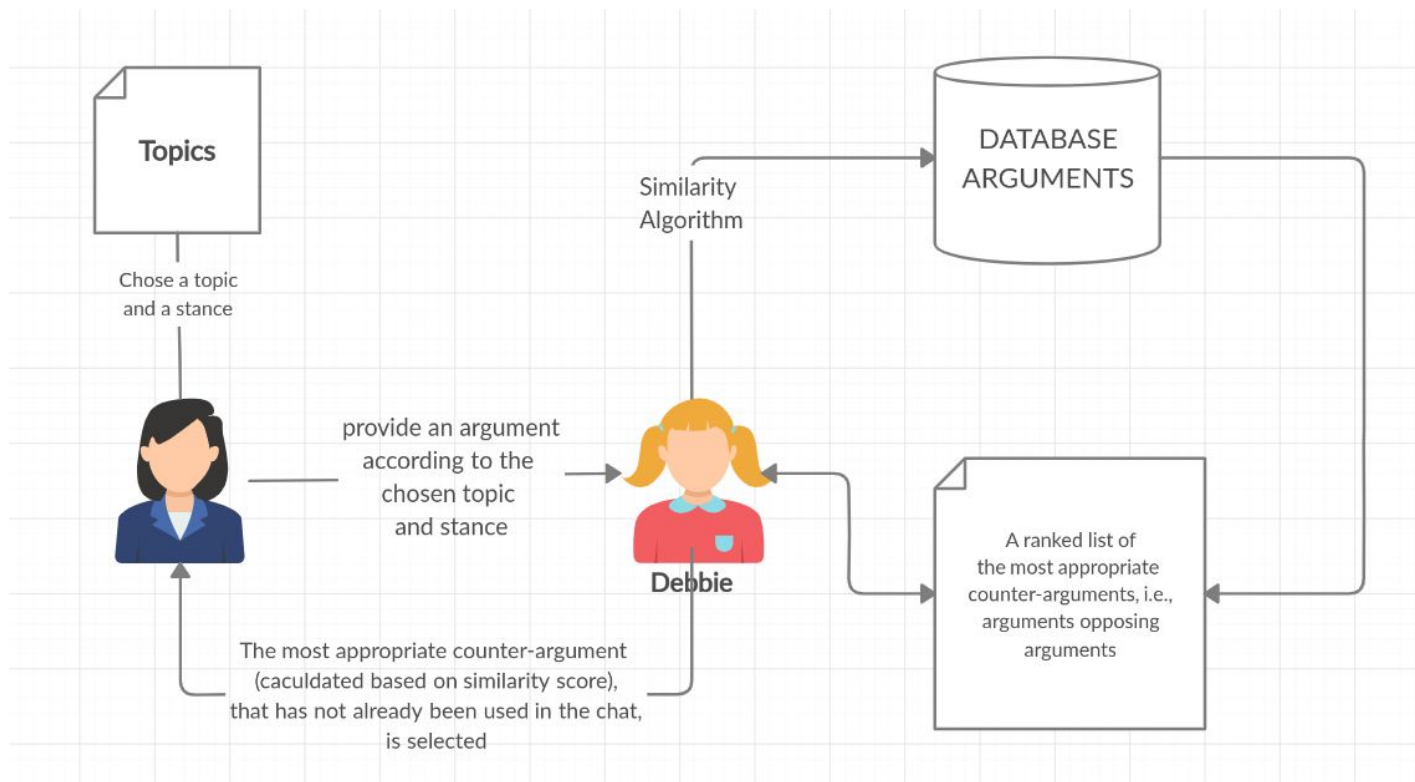 Topics
Chose a topic
and a stance
provide an argument
according to the
chosen topic
and stance
Debbie
Similarity
Algorithm
DATABASE
ARGUMENTS
A ranked list of
the most appropriate
counter-arguments, i.e.,
arguments opposing
arguments
The most appropriate counter-argument
(caculdated based on similarity score),
that has not already been used in the chat,
is selected